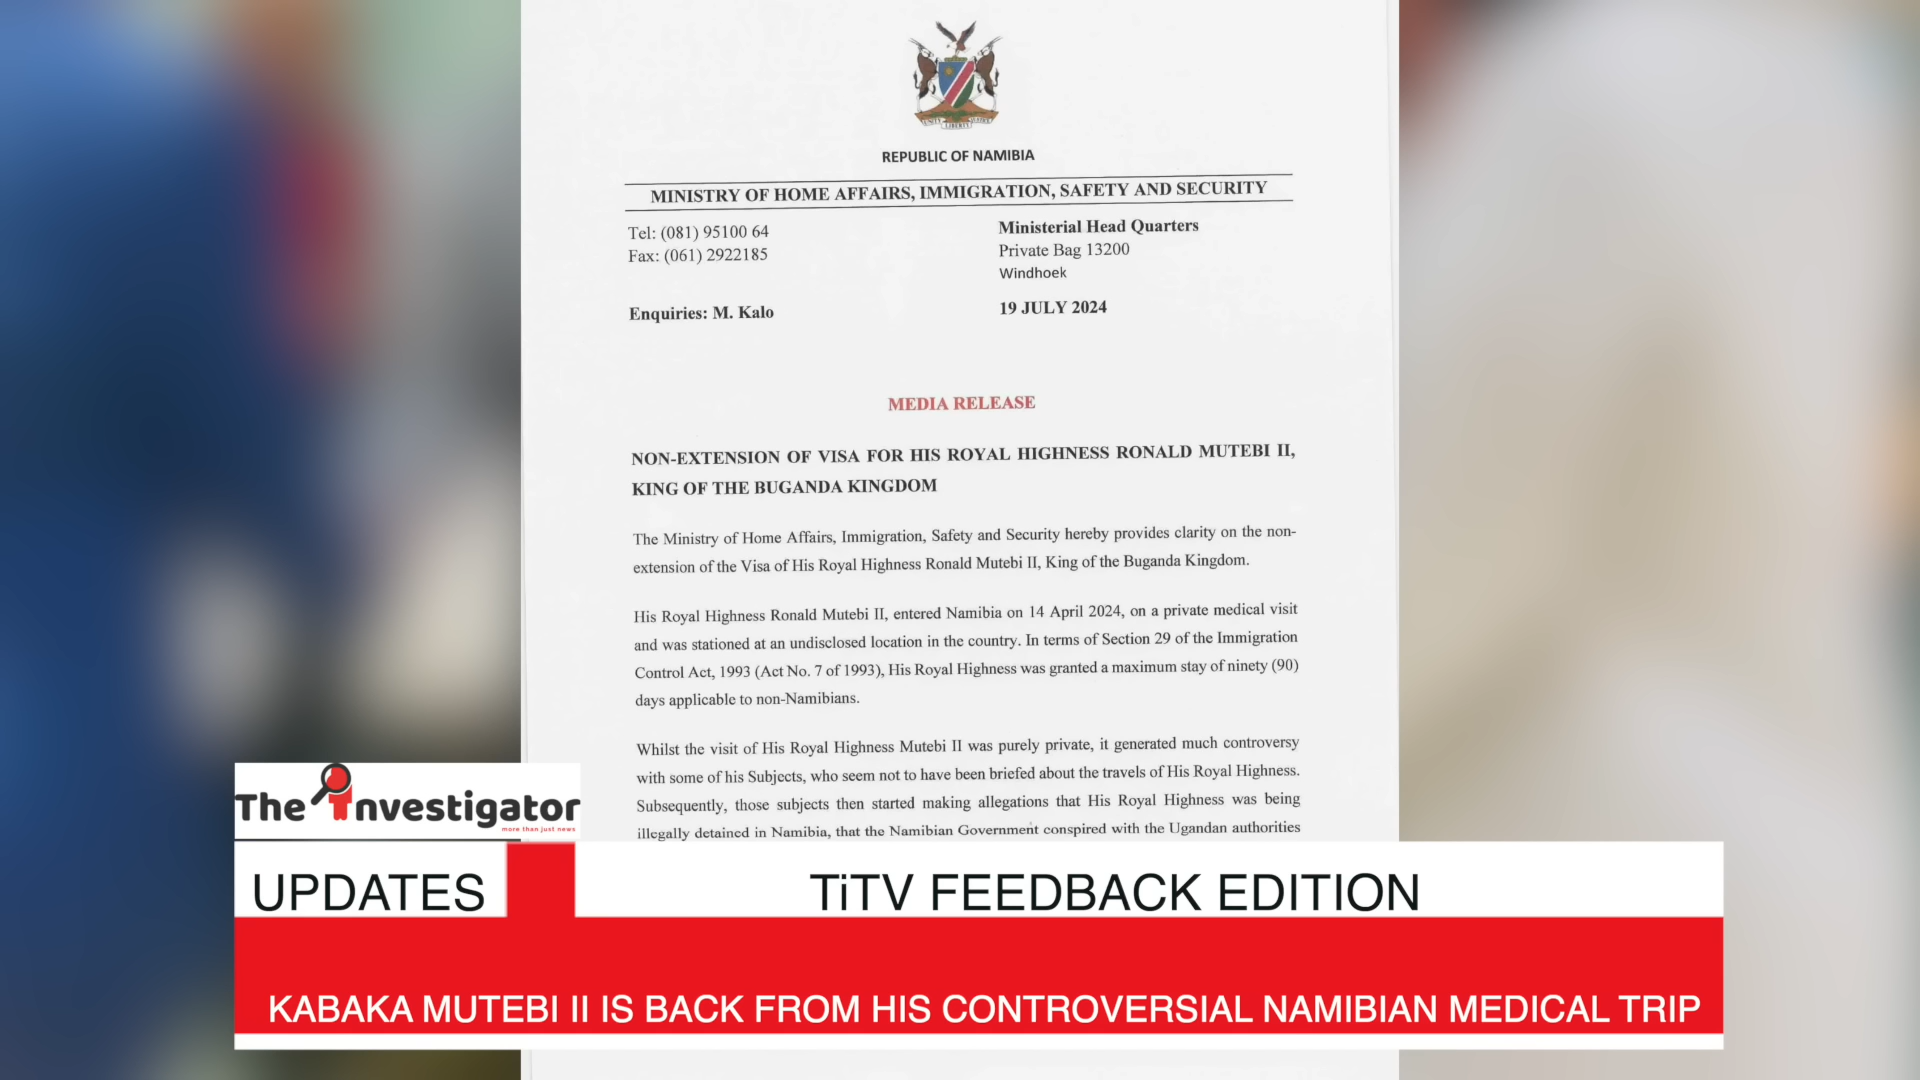 UNITY LIBERTY JUSTICE
REPUBLIC OF NAMIBIA
MINISTRY OF HOME AFFAIRS, IMMIGRATION, SAFETY AND SECURITY
Tel: (081) 95100 64
Fax: (061) 2922185
Ministerial Head Quarters
Private Bag 13200
Windhoek
Enquiries: M. Kalo
19 JULY 2024
MEDIA RELEASE
NON-EXTENSION OF VISA FOR HIS ROYAL HIGHNESS RONALD MUTEBI II,
KING OF THE BUGANDA KINGDOM
The Ministry of Home Affairs, Immigration, Safety and Security hereby provides clarity on the non-
extension of the Visa of His Royal Highness Ronald Mutebi II, King of the Buganda Kingdom.
His Royal Highness Ronald Mutebi II, entered Namibia on 14 April 2024, on a private medical visit
and was stationed at an undisclosed location in the country. In terms of Section 29 of the Immigration
Control Act, 1993 (Act No. 7 of 1993), His Royal Highness was granted a maximum stay of ninety (90)
days applicable to non-Namibians.
Whilst the visit of His Royal Highness Mutebi II was purely private, it generated much controversy
with some of his Subjects, who seem not to have been briefed about the travels of His Royal Highness.
Subsequently, those subjects then started making allegations that His Royal Highness was being
illegally detained in Namibia, that the Namibian Government conspired with the Ugandan authorities
The Investigator
more than just news
UPDATES
TiTV FEEDBACK EDITION
KABAKA MUTEBI II IS BACK FROM HIS CONTROVERSIAL NAMIBIAN MEDICAL TRIP